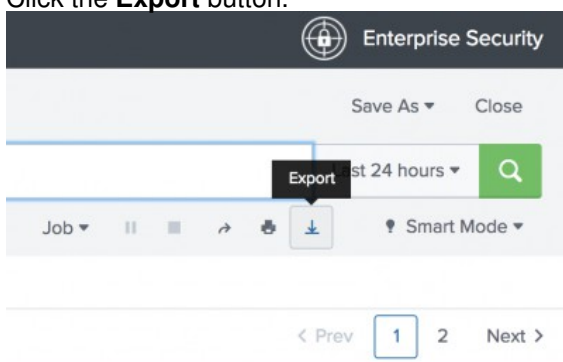 Click the Export button.
Enterprise Security
Save As Close
Export
st 24 hours
Job Smart Mode
< Prev 1 2 Next >